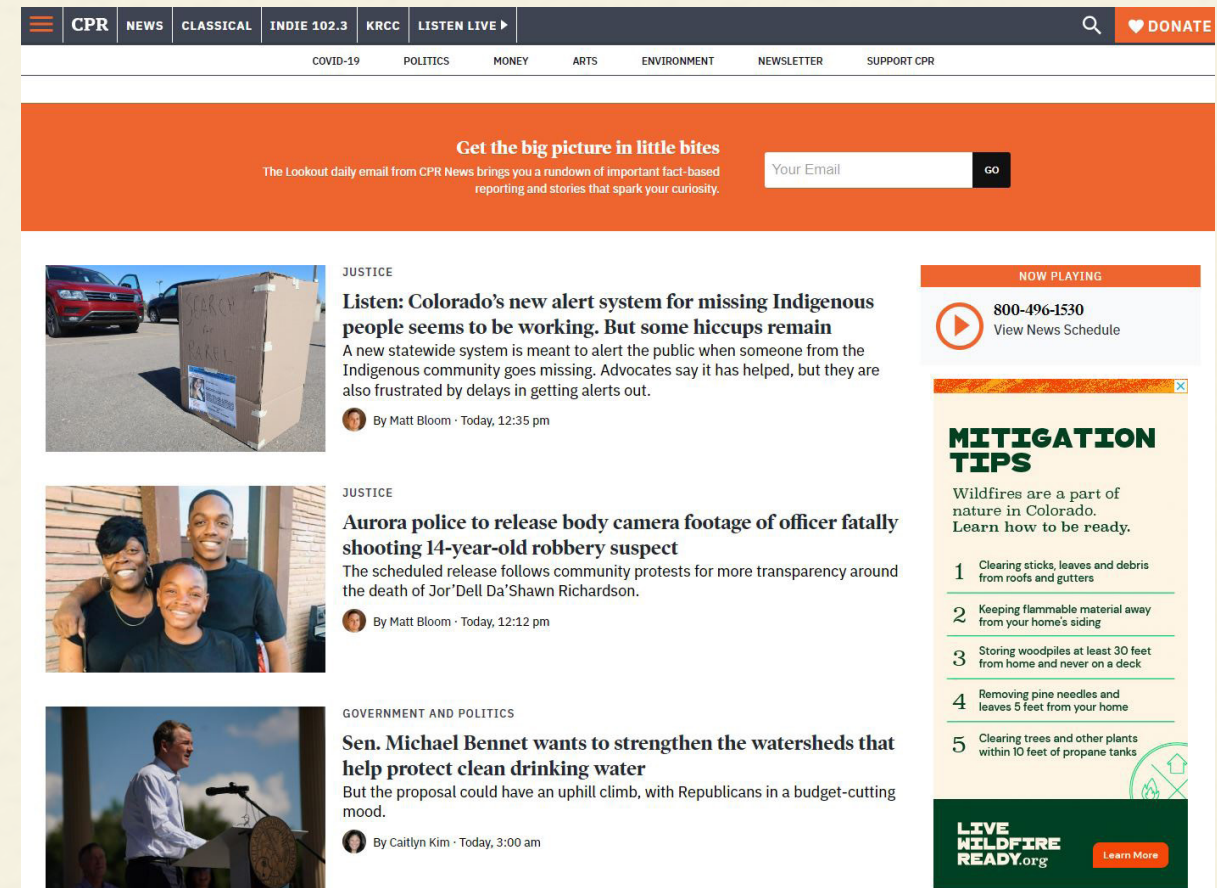 CPR NEWS CLASSICAL INDIE 102.3 KRCC LISTEN LIVE DONATE
COVID-19 POLITICS MONEY ARTS ENVIRONMENT NEWSLETTER SUPPORT CPR
Get the big picture in little bites
The Lookout daily email from CPR News brings you a rundown of important fact-based
reporting and stories that spark your curiosity.
Your Email GO
SEARCH
for
JUSTICE
Listen: Colorado’s new alert system for missing Indigenous
people seems to be working. But some hiccups remain
A new statewide system is meant to alert the public when someone from the
Indigenous community goes missing. Advocates say it has helped, but they are
also frustrated by delays in getting alerts out.
By Matt Bloom · Today, 12:35 pm
JUSTICE
Aurora police to release body camera footage of officer fatally
shooting 14-year-old robbery suspect
The scheduled release follows community protests for more transparency around
the death of Jor’Dell Da’Shawn Richardson.
By Matt Bloom · Today, 12:12 pm
GOVERNMENT AND POLITICS
Sen. Michael Bennet wants to strengthen the watersheds that
help protect clean drinking water
But the proposal could have an uphill climb, with Republicans in a budget-cutting
mood.
By Caitlyn Kim · Today, 3:00 am
NOW PLAYING
800-496-1530
View News Schedule
MITIGATION
TIPS
Wildfires are a part of
nature in Colorado.
Learn how to be ready.
1 Clearing sticks, leaves and debris
from roofs and gutters
2 Keeping flammable material away
from your home's siding
3 Storing woodpiles at least 30 feet
from home and never on a deck
4 Removing pine needles and
leaves 5 feet from your home
5 Clearing trees and other plants
within 10 feet of propane tanks
LIVE
WILDFIRE
READY.org
Learn More